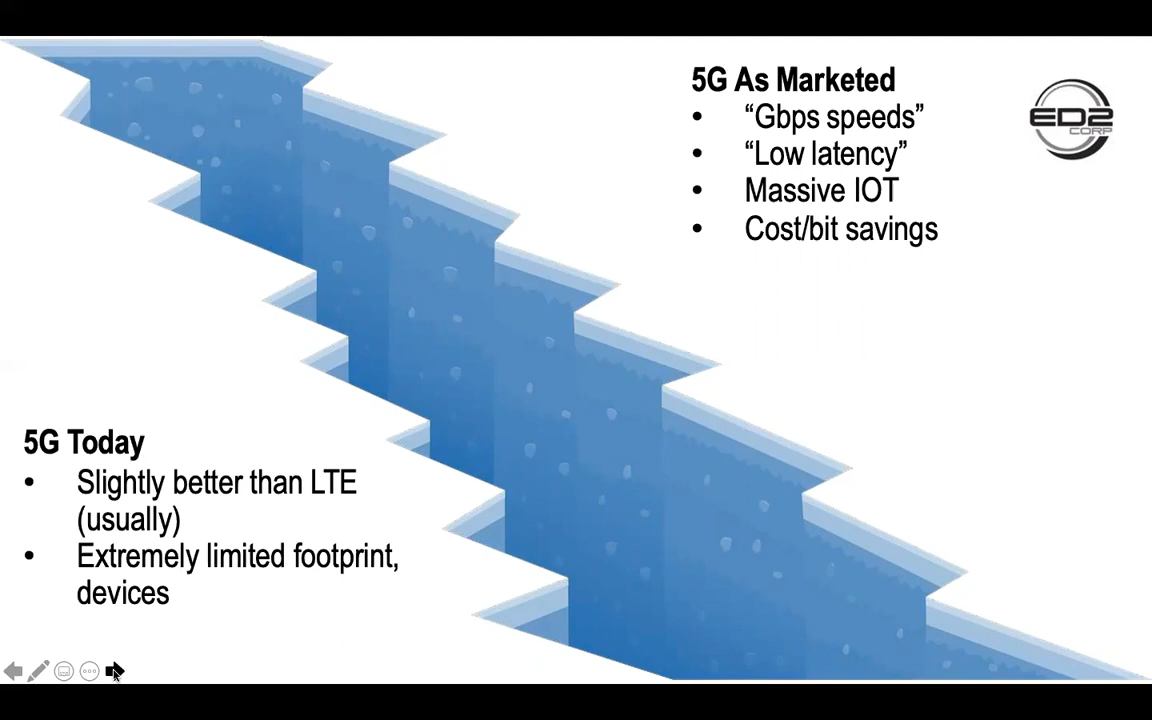 5G As Marketed
• “Gbps speeds”
• “Low latency”
• Massive IOT
• Cost/bit savings
ED2
CORP
5G Today
• Slightly better than LTE
(usually)
• Extremely limited footprint,
devices